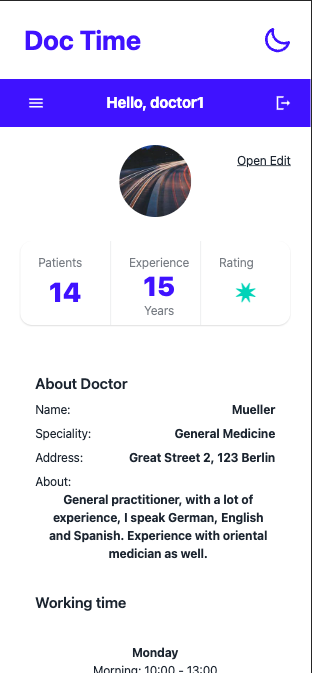 Doc Time
Hello, doctor1
Open Edit
Patients
14
Experience
15
Years
Rating
About Doctor
Name: Mueller
Speciality: General Medicine
Address: Great Street 2, 123 Berlin
About:
General practitioner, with a lot of
experience, I speak German, English
and Spanish. Experience with oriental
medician as well.
Working time
Monday
Morning: 10:00 - 13:00